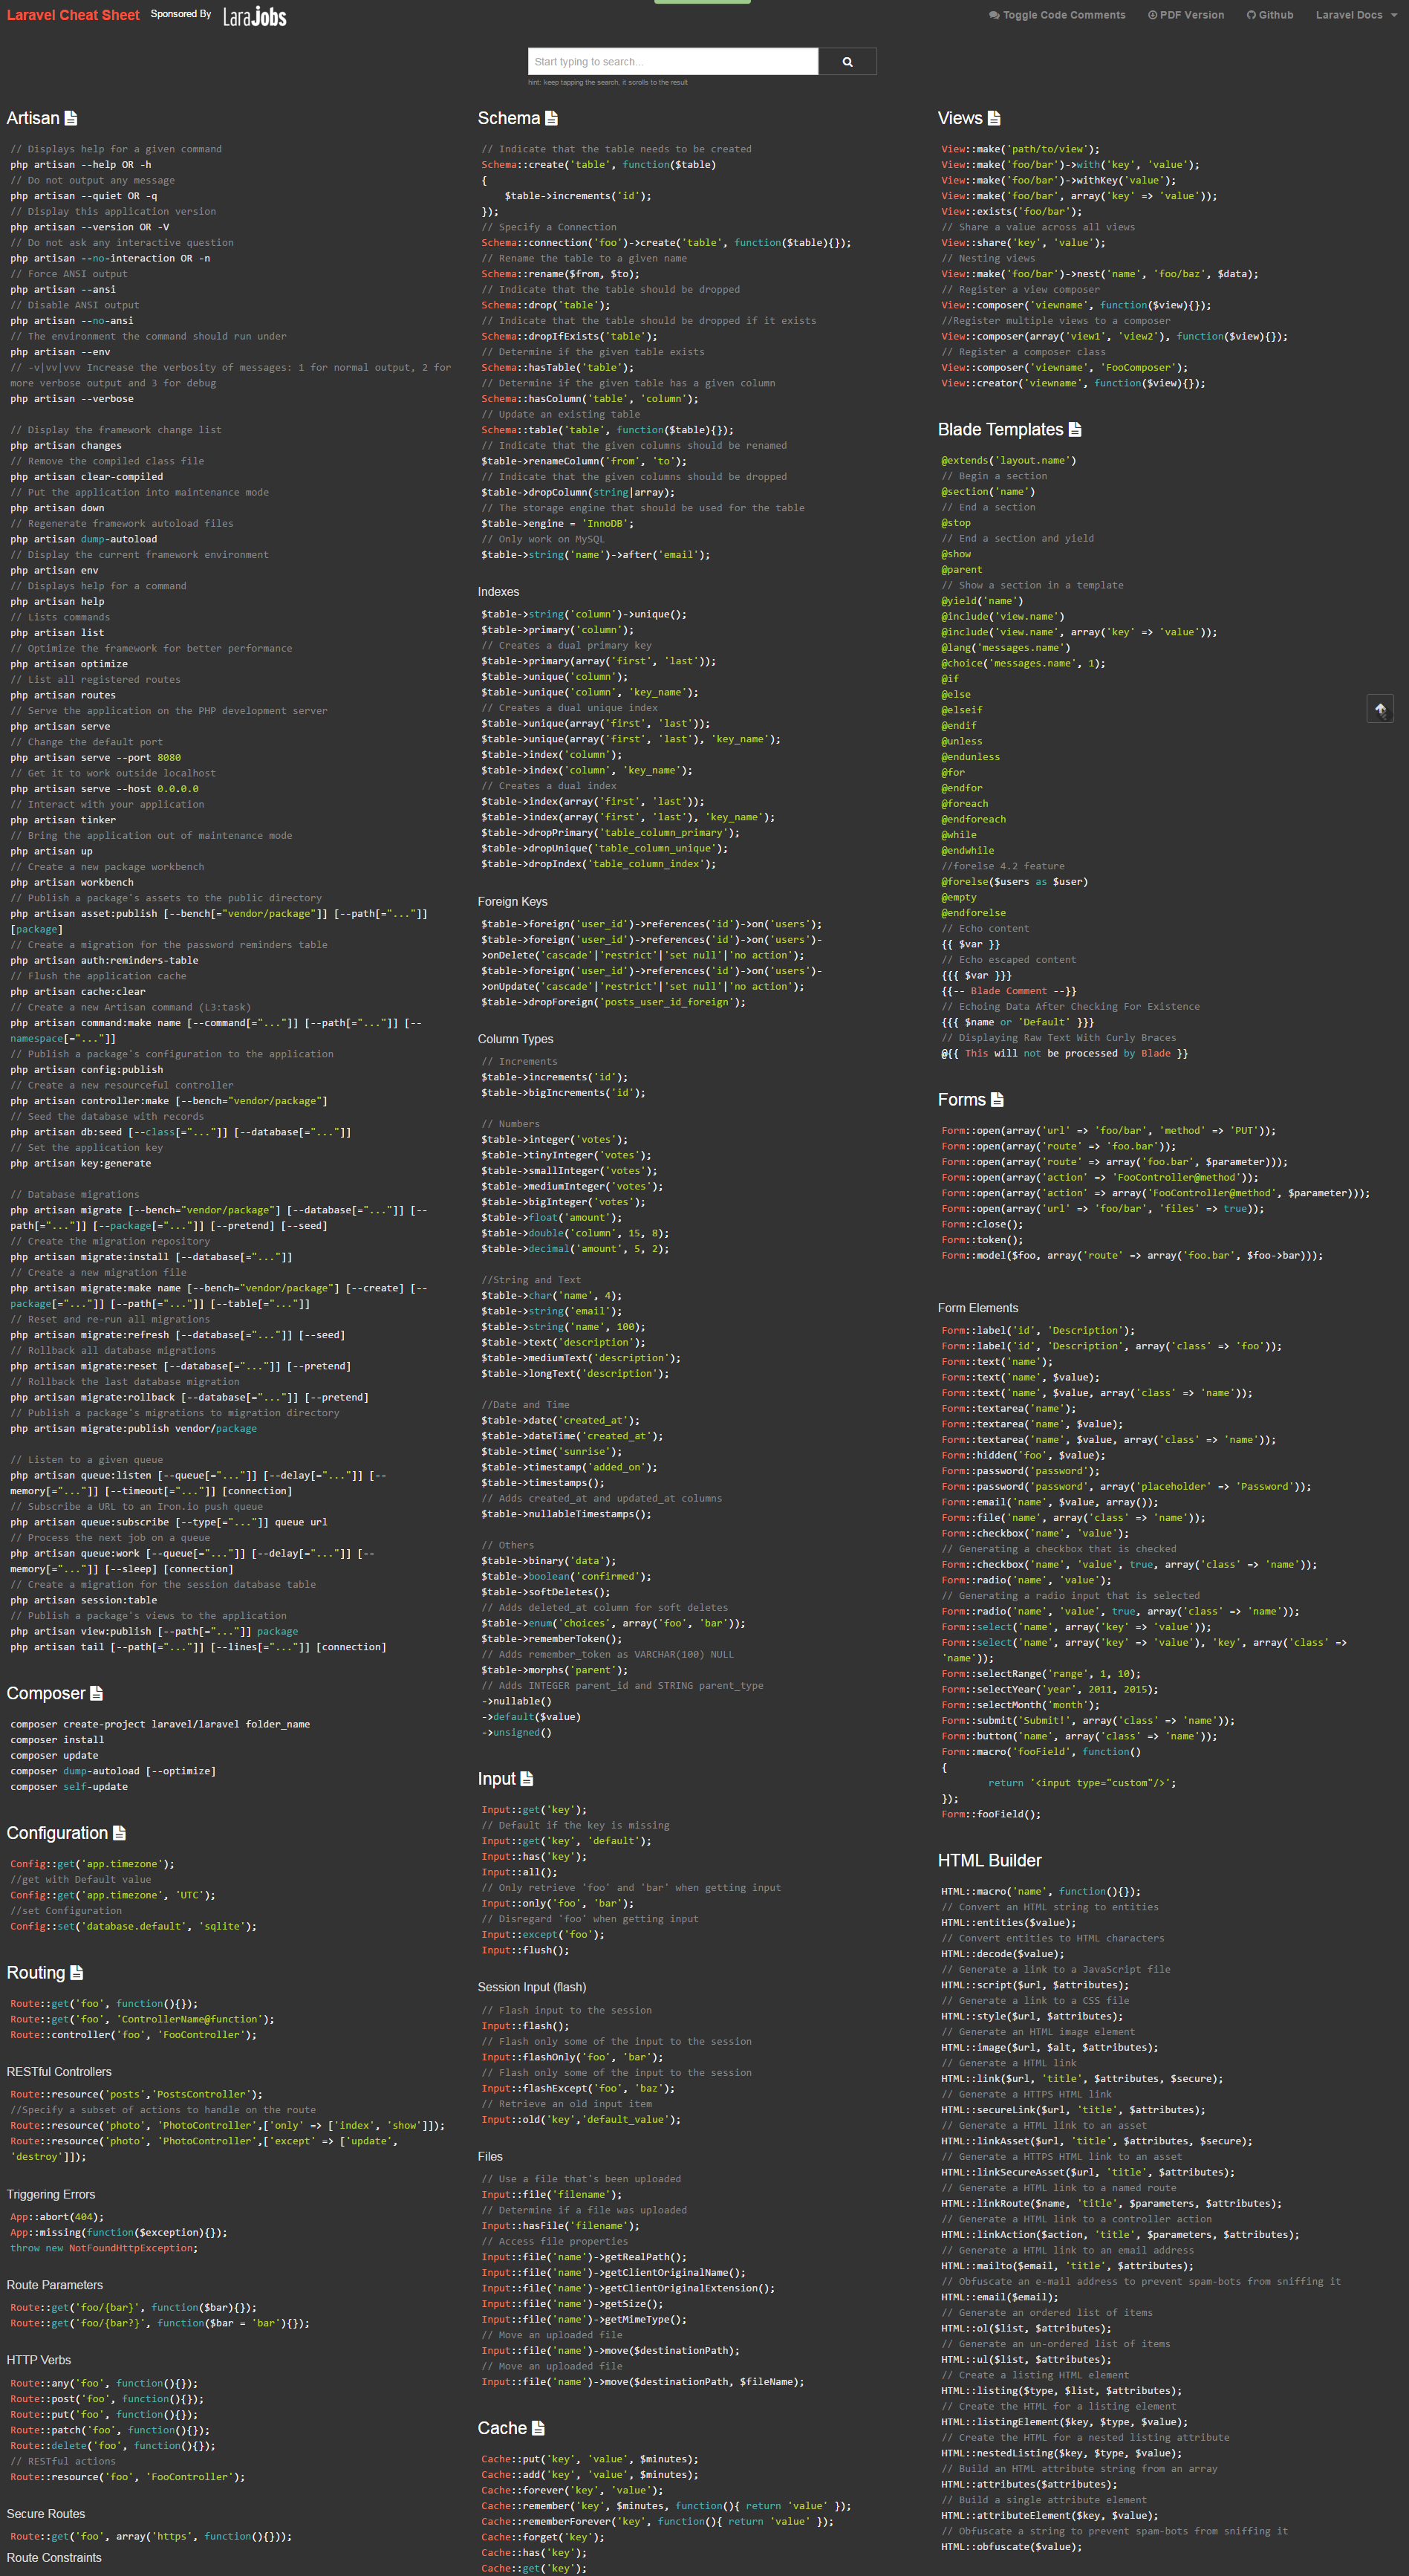 Laravel Cheat Sheet
Sponsored By
LaraJobs
Toggle Code Comments
PDF Version
Github
Laravel Docs
Start typing to search...
hint: keep tapping the search, it scrolls to the result
Artisan
// Displays help for a given command
php artisan --help OR -h
// Do not output any message
php artisan --quiet OR -q
// Display this application version
php artisan --version OR -V
// Do not ask any interactive question
php artisan --no-interaction OR -n
// Force ANSI output
php artisan --ansi
// Disable ANSI output
php artisan --no-ansi
// The environment the command should run under
php artisan --env
// -v|vv|vvv Increase the verbosity of messages: 1 for normal output, 2 for
more verbose output and 3 for debug
php artisan --verbose
// Display the framework change list
php artisan changes
// Remove the compiled class file
php artisan clear-compiled
// Put the application into maintenance mode
php artisan down
// Regenerate framework autoload files
php artisan dump-autoload
// Display the current framework environment
php artisan env
// Displays help for a command
php artisan help
// Lists commands
php artisan list
// Optimize the framework for better performance
php artisan optimize
// List all registered routes
php artisan routes
// Serve the application on the PHP development server
php artisan serve
// Change the default port
php artisan serve --port 8080
// Get it to work outside localhost
php artisan serve --host 0.0.0.0
// Interact with your application
php artisan tinker
// Bring the application out of maintenance mode
php artisan up
// Create a new package workbench
php artisan workbench
// Publish a package's assets to the public directory
php artisan asset:publish [--bench[="vendor/package"]] [--path[="..."]]
[package]
// Create a migration for the password reminders table
php artisan auth:reminders-table
// Flush the application cache
php artisan cache:clear
// Create a new Artisan command (L3:task)
php artisan command:make name [--command[="..."]] [--path[="..."]] [--
namespace[="..."]]
// Publish a package's configuration to the application
php artisan config:publish
// Create a new resourceful controller
php artisan controller:make [--bench="vendor/package"]
// Seed the database with records
php artisan db:seed [--class[="..."]] [--database[="..."]]
// Set the application key
php artisan key:generate
// Database migrations
php artisan migrate [--bench="vendor/package"] [--database[="..."]] [--
path[="..."]] [--package[="..."]] [--pretend] [--seed]
// Create the migration repository
php artisan migrate:install [--database[="..."]]
// Create a new migration file
php artisan migrate:make name [--bench="vendor/package"] [--create] [--
package[="..."]] [--path[="..."]] [--table[="..."]]
// Reset and re-run all migrations
php artisan migrate:refresh [--database[="..."]] [--seed]
// Rollback all database migrations
php artisan migrate:reset [--database[="..."]] [--pretend]
// Rollback the last database migration
php artisan migrate:rollback [--database[="..."]] [--pretend]
// Publish a package's migrations to migration directory
php artisan migrate:publish vendor/package
// Listen to a given queue
php artisan queue:listen [--queue[="..."]] [--delay[="..."]] [--
memory[="..."]] [--timeout[="..."]] [connection]
// Subscribe a URL to an Iron.io push queue
php artisan queue:subscribe [--type[="..."]] queue url
// Process the next job on a queue
php artisan queue:work [--queue[="..."]] [--delay[="..."]] [--
memory[="..."]] [--sleep] [connection]
// Create a migration for the session database table
php artisan session:table
// Publish a package's views to the application
php artisan view:publish [--path[="..."]] package
php artisan tail [--path[="..."]] [--lines[="..."]] [connection]
Composer
composer create-project laravel/laravel folder_name
composer install
composer update
composer dump-autoload [--optimize]
composer self-update
Configuration
Config::get('app.timezone');
//get with Default value
Config::get('app.timezone', 'UTC');
//set Configuration
Config::set('database.default', 'sqlite');
Routing
Route::get('foo', function(){});
Route::get('foo', 'ControllerName@function');
Route::controller('foo', 'FooController');
RESTful Controllers
Route::resource('posts','PostsController');
//Specify a subset of actions to handle on the route
Route::resource('photo', 'PhotoController',['only' => ['index', 'show']]);
Route::resource('photo', 'PhotoController',['except' => ['update',
'destroy']]);
Triggering Errors
App::abort(404);
App::missing(function($exception){});
throw new NotFoundHttpException;
Route Parameters
Route::get('foo/{bar}', function($bar){});
Route::get('foo/{bar?}', function($bar = 'bar'){});
HTTP Verbs
Route::any('foo', function(){});
Route::post('foo', function(){});
Route::put('foo', function(){});
Route::patch('foo', function(){});
Route::delete('foo', function(){});
// RESTful actions
Route::resource('foo', 'FooController');
Secure Routes
Route::get('foo', array('https', function(){}));
Route Constraints
Schema
// Indicate that the table needs to be created
Schema::create('table', function($table)
{
$table->increments('id');
});
// Specify a Connection
Schema::connection('foo')->create('table', function($table){});
// Rename the table to a given name
Schema::rename($from, $to);
// Indicate that the table should be dropped
Schema::drop('table');
// Indicate that the table should be dropped if it exists
Schema::dropIfExists('table');
// Determine if the given table exists
Schema::hasTable('table');
// Determine if the given table has a given column
Schema::hasColumn('table', 'column');
// Update an existing table
Schema::table('table', function($table){});
// Indicate that the given columns should be renamed
$table->renameColumn('from', 'to');
// Indicate that the given columns should be dropped
$table->dropColumn(string|array);
// The storage engine that should be used for the table
$table->engine = 'InnoDB';
// Only work on MySQL
$table->string('name')->after('email');
Indexes
$table->string('column')->unique();
$table->primary('column');
// Creates a dual primary key
$table->primary(array('first', 'last'));
$table->unique('column');
$table->unique('column', 'key_name');
// Creates a dual unique index
$table->unique(array('first', 'last'));
$table->unique(array('first', 'last'), 'key_name');
$table->index('column');
$table->index('column', 'key_name');
// Creates a dual index
$table->index(array('first', 'last'));
$table->index(array('first', 'last'), 'key_name');
$table->dropPrimary('table_column_primary');
$table->dropUnique('table_column_unique');
$table->dropIndex('table_column_index');
Foreign Keys
$table->foreign('user_id')->references('id')->on('users');
$table->foreign('user_id')->references('id')->on('users')-
>onDelete('cascade'|'restrict'|'set null'|'no action');
$table->foreign('user_id')->references('id')->on('users')-
>onUpdate('cascade'|'restrict'|'set null'|'no action');
$table->dropForeign('posts_user_id_foreign');
Column Types
// Increments
$table->increments('id');
$table->bigIncrements('id');
// Numbers
$table->integer('votes');
$table->tinyInteger('votes');
$table->smallInteger('votes');
$table->mediumInteger('votes');
$table->bigInteger('votes');
$table->float('amount');
$table->double('column', 15, 8);
$table->decimal('amount', 5, 2);
//String and Text
$table->char('name', 4);
$table->string('email');
$table->string('name', 100);
$table->text('description');
$table->mediumText('description');
$table->longText('description');
//Date and Time
$table->date('created_at');
$table->dateTime('created_at');
$table->time('sunrise');
$table->timestamp('added_on');
$table->timestamps();
// Adds created_at and updated_at columns
$table->nullableTimestamps();
// Others
$table->binary('data');
$table->boolean('confirmed');
$table->softDeletes();
// Adds deleted_at column for soft deletes
$table->enum('choices', array('foo', 'bar'));
$table->rememberToken();
// Adds remember_token as VARCHAR(100) NULL
$table->morphs('parent');
// Adds INTEGER parent_id and STRING parent_type
->nullable()
->default($value)
->unsigned()
Input
Input::get('key');
// Default if the key is missing
Input::get('key', 'default');
Input::has('key');
Input::all();
// Only retrieve 'foo' and 'bar' when getting input
Input::only('foo', 'bar');
// Disregard 'foo' when getting input
Input::except('foo');
Input::flush();
Session Input (flash)
// Flash input to the session
Input::flash();
// Flash only some of the input to the session
Input::flashOnly('foo', 'bar');
// Flash only some of the input to the session
Input::flashExcept('foo', 'baz');
// Retrieve an old input item
Input::old('key','default_value');
Files
// Use a file that's been uploaded
Input::file('filename');
// Determine if a file was uploaded
Input::hasFile('filename');
// Access file properties
Input::file('name')->getRealPath();
Input::file('name')->getClientOriginalName();
Input::file('name')->getClientOriginalExtension();
Input::file('name')->getSize();
Input::file('name')->getMimeType();
// Move an uploaded file
Input::file('name')->move($destinationPath);
// Move an uploaded file
Input::file('name')->move($destinationPath, $fileName);
Cache
Cache::put('key', 'value', $minutes);
Cache::add('key', 'value', $minutes);
Cache::forever('key', 'value');
Cache::remember('key', $minutes, function(){ return 'value' });
Cache::rememberForever('key', function(){ return 'value' });
Cache::forget('key');
Cache::has('key');
Cache::get('key');
Views
View::make('path/to/view');
View::make('foo/bar')->with('key', 'value');
View::make('foo/bar')->withKey('value');
View::make('foo/bar', array('key' => 'value'));
View::exists('foo/bar');
// Share a value across all views
View::share('key', 'value');
// Nesting views
View::make('foo/bar')->nest('name', 'foo/baz', $data);
// Register a view composer
View::composer('viewname', function($view){});
//Register multiple views to a composer
View::composer(array('view1', 'view2'), function($view){});
// Register a composer class
View::composer('viewname', 'FooComposer');
View::creator('viewname', function($view){});
Blade Templates
@extends('layout.name')
// Begin a section
@section('name')
// End a section
@stop
// End a section and yield
@show
@parent
// Show a section in a template
@yield('name')
@include('view.name')
@include('view.name', array('key' => 'value'));
@lang('messages.name')
@choice('messages.name', 1);
@if
@else
@elseif
@endif
@unless
@endunless
@for
@endfor
@foreach
@endforeach
@while
@endwhile
//forelse 4.2 feature
@forelse($users as $user)
@empty
@endforelse
// Echo content
{{ $var }}
// Echo escaped content
{{{ $var }}}
{{-- Blade Comment --}}
// Echoing Data After Checking For Existence
{{{ $name or 'Default' }}}
// Displaying Raw Text With Curly Braces
@{{ This will not be processed by Blade }}
Forms
Form::open(array('url' => 'foo/bar', 'method' => 'PUT'));
Form::open(array('route' => 'foo.bar'));
Form::open(array('route' => array('foo.bar', $parameter)));
Form::open(array('action' => 'FooController@method'));
Form::open(array('action' => array('FooController@method', $parameter)));
Form::open(array('url' => 'foo/bar', 'files' => true));
Form::close();
Form::token();
Form::model($foo, array('route' => array('foo.bar', $foo->bar)));
Form Elements
Form::label('id', 'Description');
Form::label('id', 'Description', array('class' => 'foo'));
Form::text('name');
Form::text('name', $value);
Form::text('name', $value, array('class' => 'name'));
Form::textarea('name');
Form::textarea('name', $value);
Form::textarea('name', $value, array('class' => 'name'));
Form::hidden('foo', $value);
Form::password('password');
Form::password('password', array('placeholder' => 'Password'));
Form::email('name', $value, array());
Form::file('name', array('class' => 'name'));
Form::checkbox('name', 'value');
// Generating a checkbox that is checked
Form::checkbox('name', 'value', true, array('class' => 'name'));
Form::radio('name', 'value');
// Generating a radio input that is selected
Form::radio('name', 'value', true, array('class' => 'name'));
Form::select('name', array('key' => 'value'));
Form::select('name', array('key' => 'value'), 'key', array('class' =>
'name'));
Form::selectRange('range', 1, 10);
Form::selectYear('year', 2011, 2015);
Form::selectMonth('month');
Form::submit('Submit!', array('class' => 'name'));
Form::button('name', array('class' => 'name'));
Form::macro('fooField', function()
{
return '<input type="custom"/>';
});
Form::fooField();
HTML Builder
HTML::macro('name', function(){});
// Convert an HTML string to entities
HTML::entities($value);
// Convert entities to HTML characters
HTML::decode($value);
// Generate a link to a JavaScript file
HTML::script($url, $attributes);
// Generate a link to a CSS file
HTML::style($url, $attributes);
// Generate an HTML image element
HTML::image($url, $alt, $attributes);
// Generate a HTML link
HTML::link($url, 'title', $attributes, $secure);
// Generate a HTTPS HTML link
HTML::secureLink($url, 'title', $attributes);
// Generate a HTML link to an asset
HTML::linkAsset($url, 'title', $attributes, $secure);
// Generate a HTTPS HTML link to an asset
HTML::linkSecureAsset($url, 'title', $attributes);
// Generate a HTML link to a named route
HTML::linkRoute($name, 'title', $parameters, $attributes);
// Generate a HTML link to a controller action
HTML::linkAction($action, 'title', $parameters, $attributes);
// Generate a HTML link to an email address
HTML::mailto($email, 'title', $attributes);
// Obfuscate an e-mail address to prevent spam-bots from sniffing it
HTML::email($email);
// Generate an ordered list of items
HTML::ol($list, $attributes);
// Generate an un-ordered list of items
HTML::ul($list, $attributes);
// Create a listing HTML element
HTML::listing($type, $list, $attributes);
// Create the HTML for a listing element
HTML::listingElement($key, $type, $value);
// Create the HTML for a nested listing attribute
HTML::nestedListing($key, $type, $value);
// Build an HTML attribute string from an array
HTML::attributes($attributes);
// Build a single attribute element
HTML::attributeElement($key, $value);
// Obfuscate a string to prevent spam-bots from sniffing it
HTML::obfuscate($value);